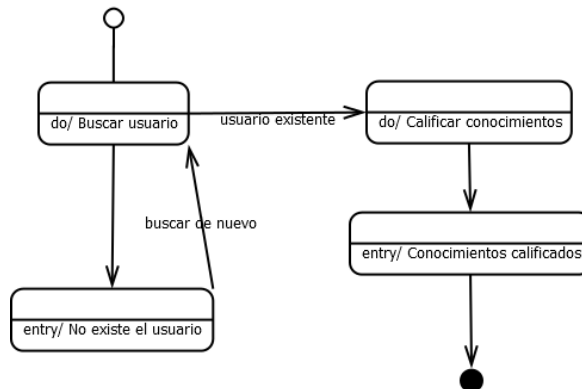 do/ Buscar usuario
usuario existente
do/ Calificar conocimientos
buscar de nuevo
entry/ Conocimientos calificados
entry/ No existe el usuario